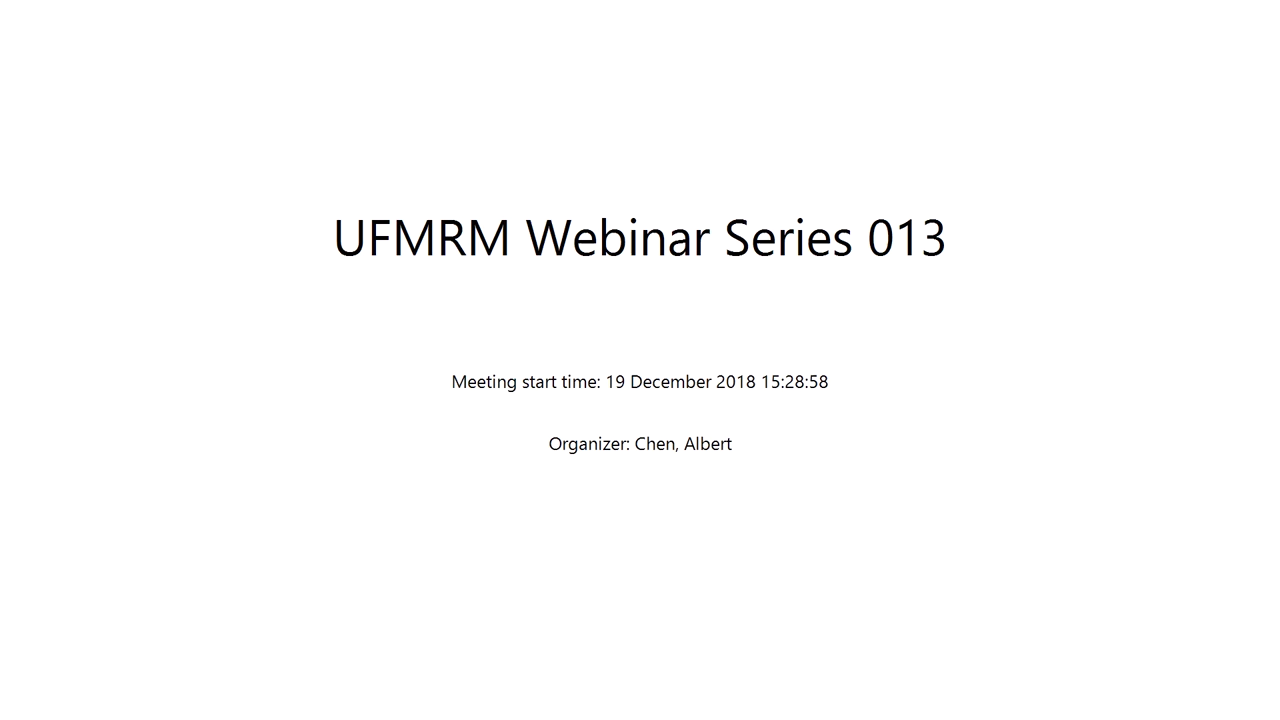 UFMRM Webinar Series 013
Meeting start time: 19 December 2018 15:28:58
Organizer: Chen, Albert